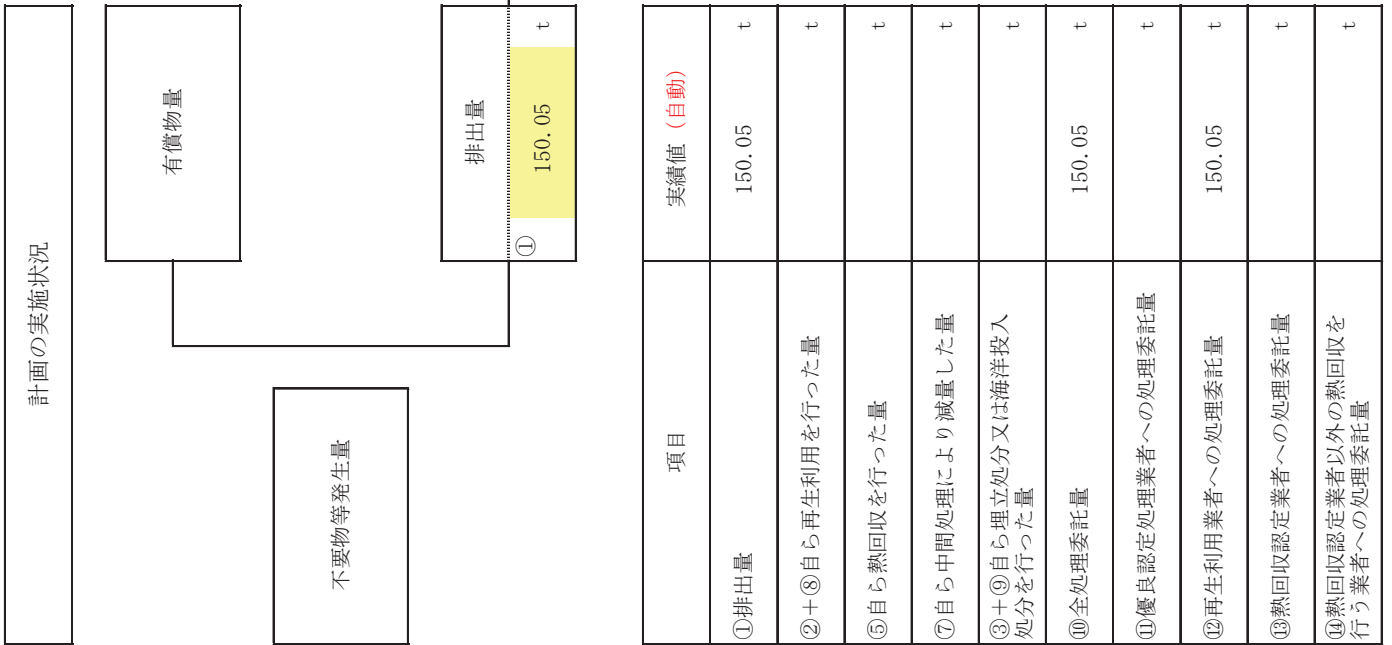 計画の実施状況
有償物量
不要物等発生量
排出量
① 150.05 t
項目 実績値（自動）
①排出量 150.05 t
②＋⑧自ら再生利用を行った量 t
⑤自ら熱回収を行った量 t
⑦自ら中間処理により減量した量 t
③＋⑨自ら埋立処分又は海洋投入
処分を行った量 t
⑩全処理委託量 150.05 t
⑪優良認定処理業者への処理委託量 t
⑫再生利用業者への処理委託量 150.05 t
⑬熱回収認定業者への処理委託量 t
⑭熱回収認定業者以外の熱回収を
行う業者への処理委託量 t